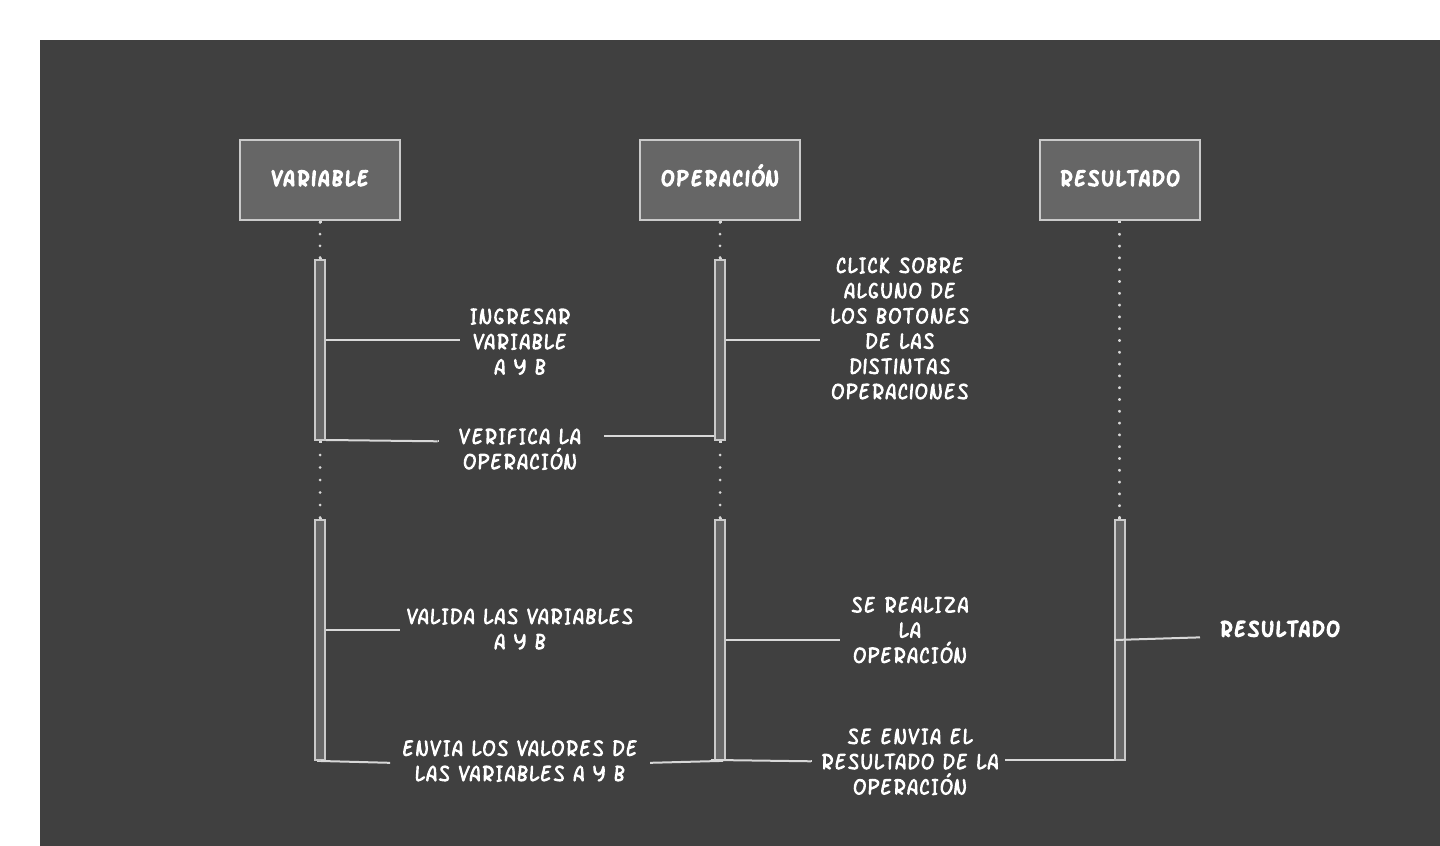 VARIABLE
OPERACIÓN
RESULTADO
INGRESAR
VARIABLE
A Y B
CLICK SOBRE
ALGUNO DE
LOS BOTONES
DE LAS
DISTINTAS
OPERACIONES
VERIFICA LA
OPERACIÓN
VALIDA LAS VARIABLES
A Y B
SE REALIZA
LA
OPERACIÓN
RESULTADO
ENVIA LOS VALORES DE
LAS VARIABLES A Y B
SE ENVIA EL
RESULTADO DE LA
OPERACIÓN